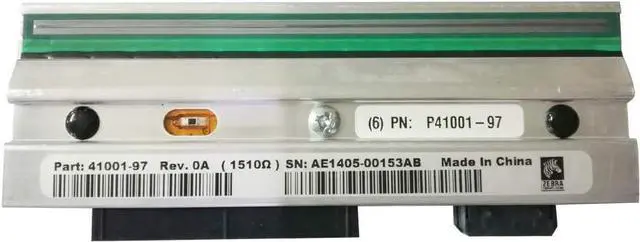 (6) PN: P41001-97
Part: 41001-97 Rev. 0A (1510Ω) SN: AE1405-00153AB Made In China
ZEBRA